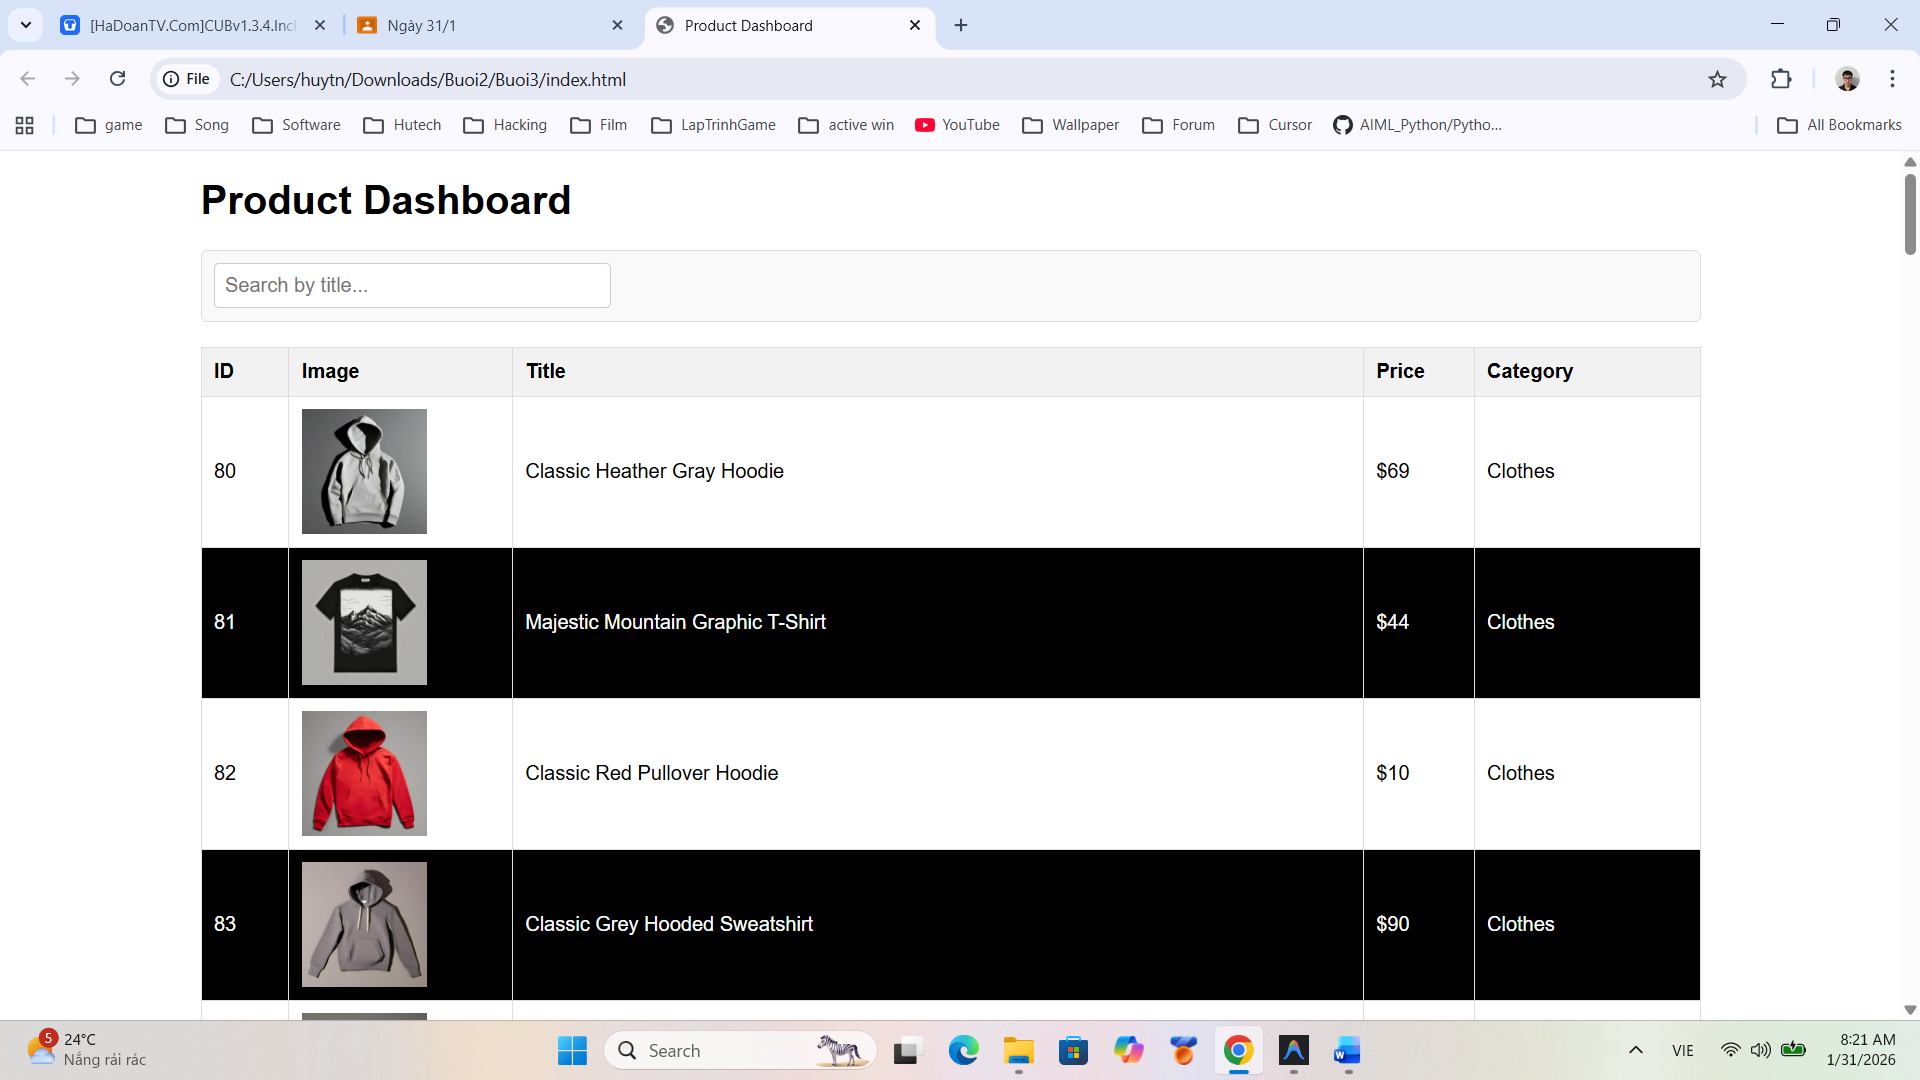 [HaDoanTV.Com]CUBv1.3.4.Incl
Ngày 31/1
Product Dashboard
File
C:/Users/huytn/Downloads/Buoi2/Buoi3/index.html
game
Song
Software
Hutech
Hacking
Film
LapTrinhGame
active win
YouTube
Wallpaper
Forum
Cursor
AIML_Python/Pytho...
All Bookmarks
Product Dashboard
Search by title...
ID Image Title Price Category
80 Classic Heather Gray Hoodie $69 Clothes
81 Majestic Mountain Graphic T-Shirt $44 Clothes
82 Classic Red Pullover Hoodie $10 Clothes
83 Classic Grey Hooded Sweatshirt $90 Clothes
5
24°C
Nắng rải rác
Search
VIE
8:21 AM
1/31/2026